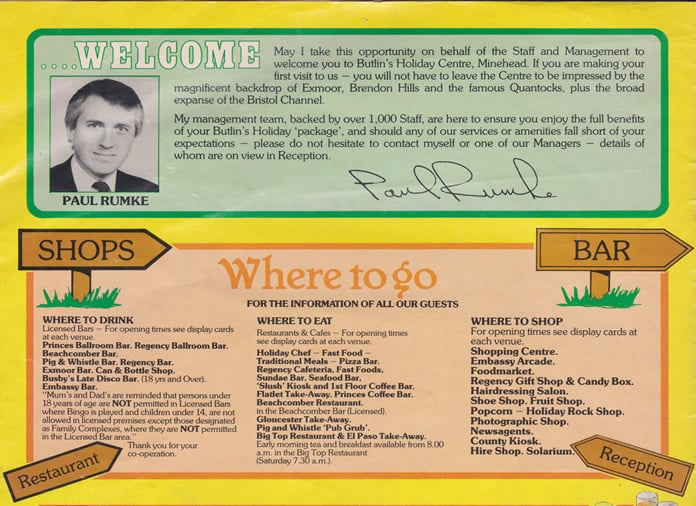 ....WELCOME
May I take this opportunity on behalf of the Staff and Management to
welcome you to Butlin's Holiday Centre, Minehead. If you are making your
first visit to us – you will not have to leave the Centre to be impressed by the
magnificent backdrop of Exmoor, Brendon Hills and the famous Quantocks, plus the broad
expanse of the Bristol Channel.
My management team, backed by over 1,000 Staff, are here to ensure you enjoy the full benefits
of your Butlin's Holiday 'package', and should any of our services or amenities fall short of your
expectations – please do not hesitate to contact myself or one of our Managers – details of
whom are on view in Reception.
Paul Rumke
PAUL RUMKE
SHOPS
BAR
Where to go
FOR THE INFORMATION OF ALL OUR GUESTS
WHERE TO DRINK
Licensed Bars – For opening times see display cards
at each venue.
Princes Ballroom Bar. Regency Ballroom Bar.
Beachcomber Bar.
Pig & Whistle Bar, Regency Bar.
Exmoor Bar. Can & Bottle Shop.
Busby's Late Disco Bar. (18 yrs and Over).
Embassy Bar.
"Mum's and Dad's are reminded that persons under
18 years of age are NOT permitted in Licensed Bars
where Bingo is played and children under 14, are not
allowed in licensed premises except those designated
as Family Complexes, where they are NOT permitted
in the Licensed Bar area."
Thank you for your
co-operation.
Restaurant
WHERE TO EAT
Restaurants & Cafes – For opening times
see display cards at each venue.
Holiday Chef – Fast Food –
Traditional Meals – Pizza Bar.
Regency Cafeteria, Fast Foods,
Sundae Bar, Seafood Bar,
'Slush' Kiosk and 1st Floor Coffee Bar.
Flatlet Take-Away. Princes Coffee Bar.
Beachcomber Restaurant.
in the Beachcomber Bar (Licensed).
Gloucester Take-Away.
Pig and Whistle 'Pub Grub'.
Big Top Restaurant & El Paso Take-Away.
Early morning tea and breakfast available from 8.00
a.m. in the Big Top Restaurant
(Saturday 7.30 a.m.).
WHERE TO SHOP
For opening times see display cards at
each venue.
Shopping Centre.
Embassy Arcade.
Foodmarket.
Regency Gift Shop & Candy Box.
Hairdressing Salon.
Shoe Shop. Fruit Shop.
Popcorn – Holiday Rock Shop.
Photographic Shop.
Newsagents.
County Kiosk.
Hire Shop. Solarium.
Reception